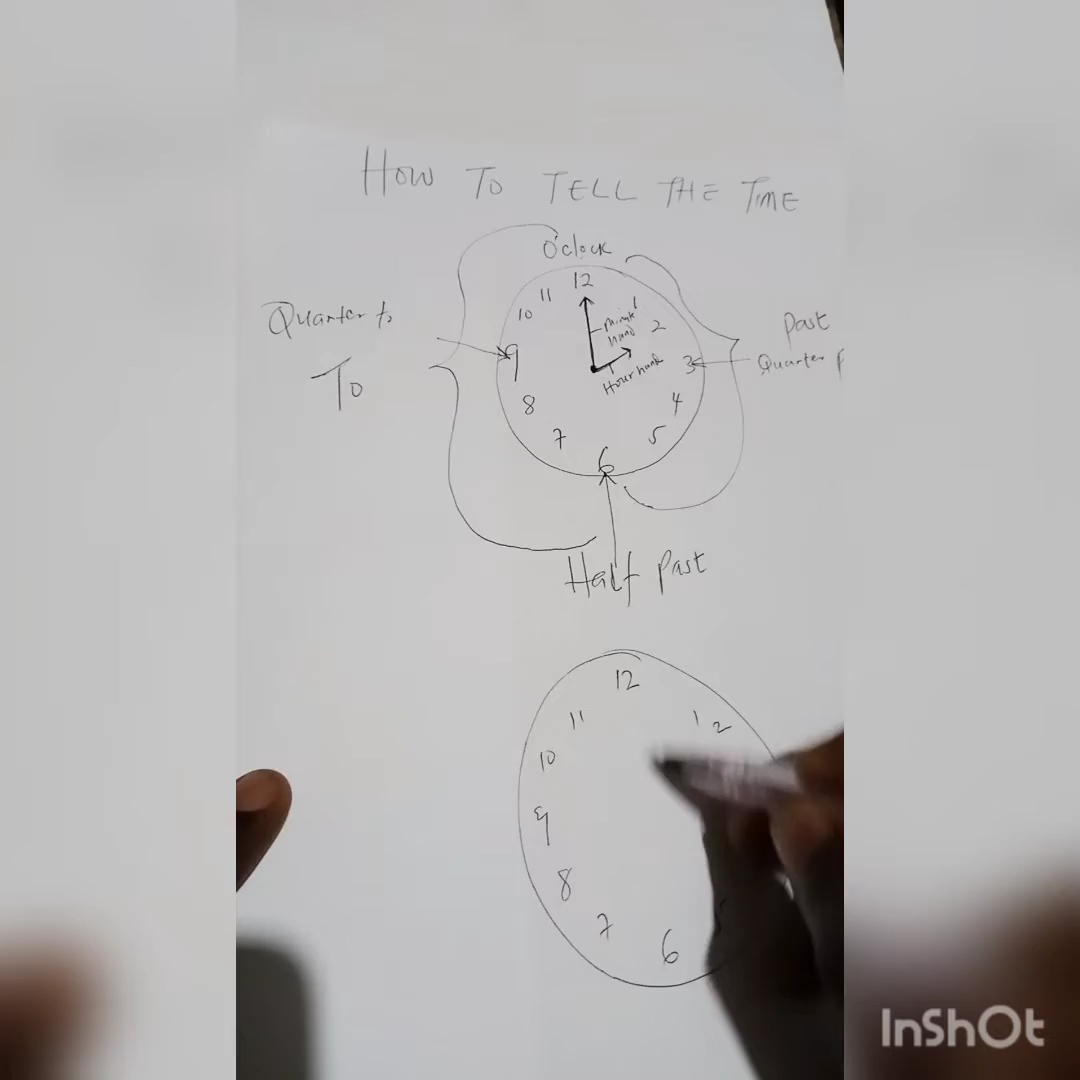 HOW TO TELL THE TIME
O'clock
12
11 1
10 2
Minute
hand
Quarter to
Past
9 3
Quarter
Hour hand
To
8 4
7 5
6
Half Past
12
11 1 2
10
9
8
7
6
InShOt